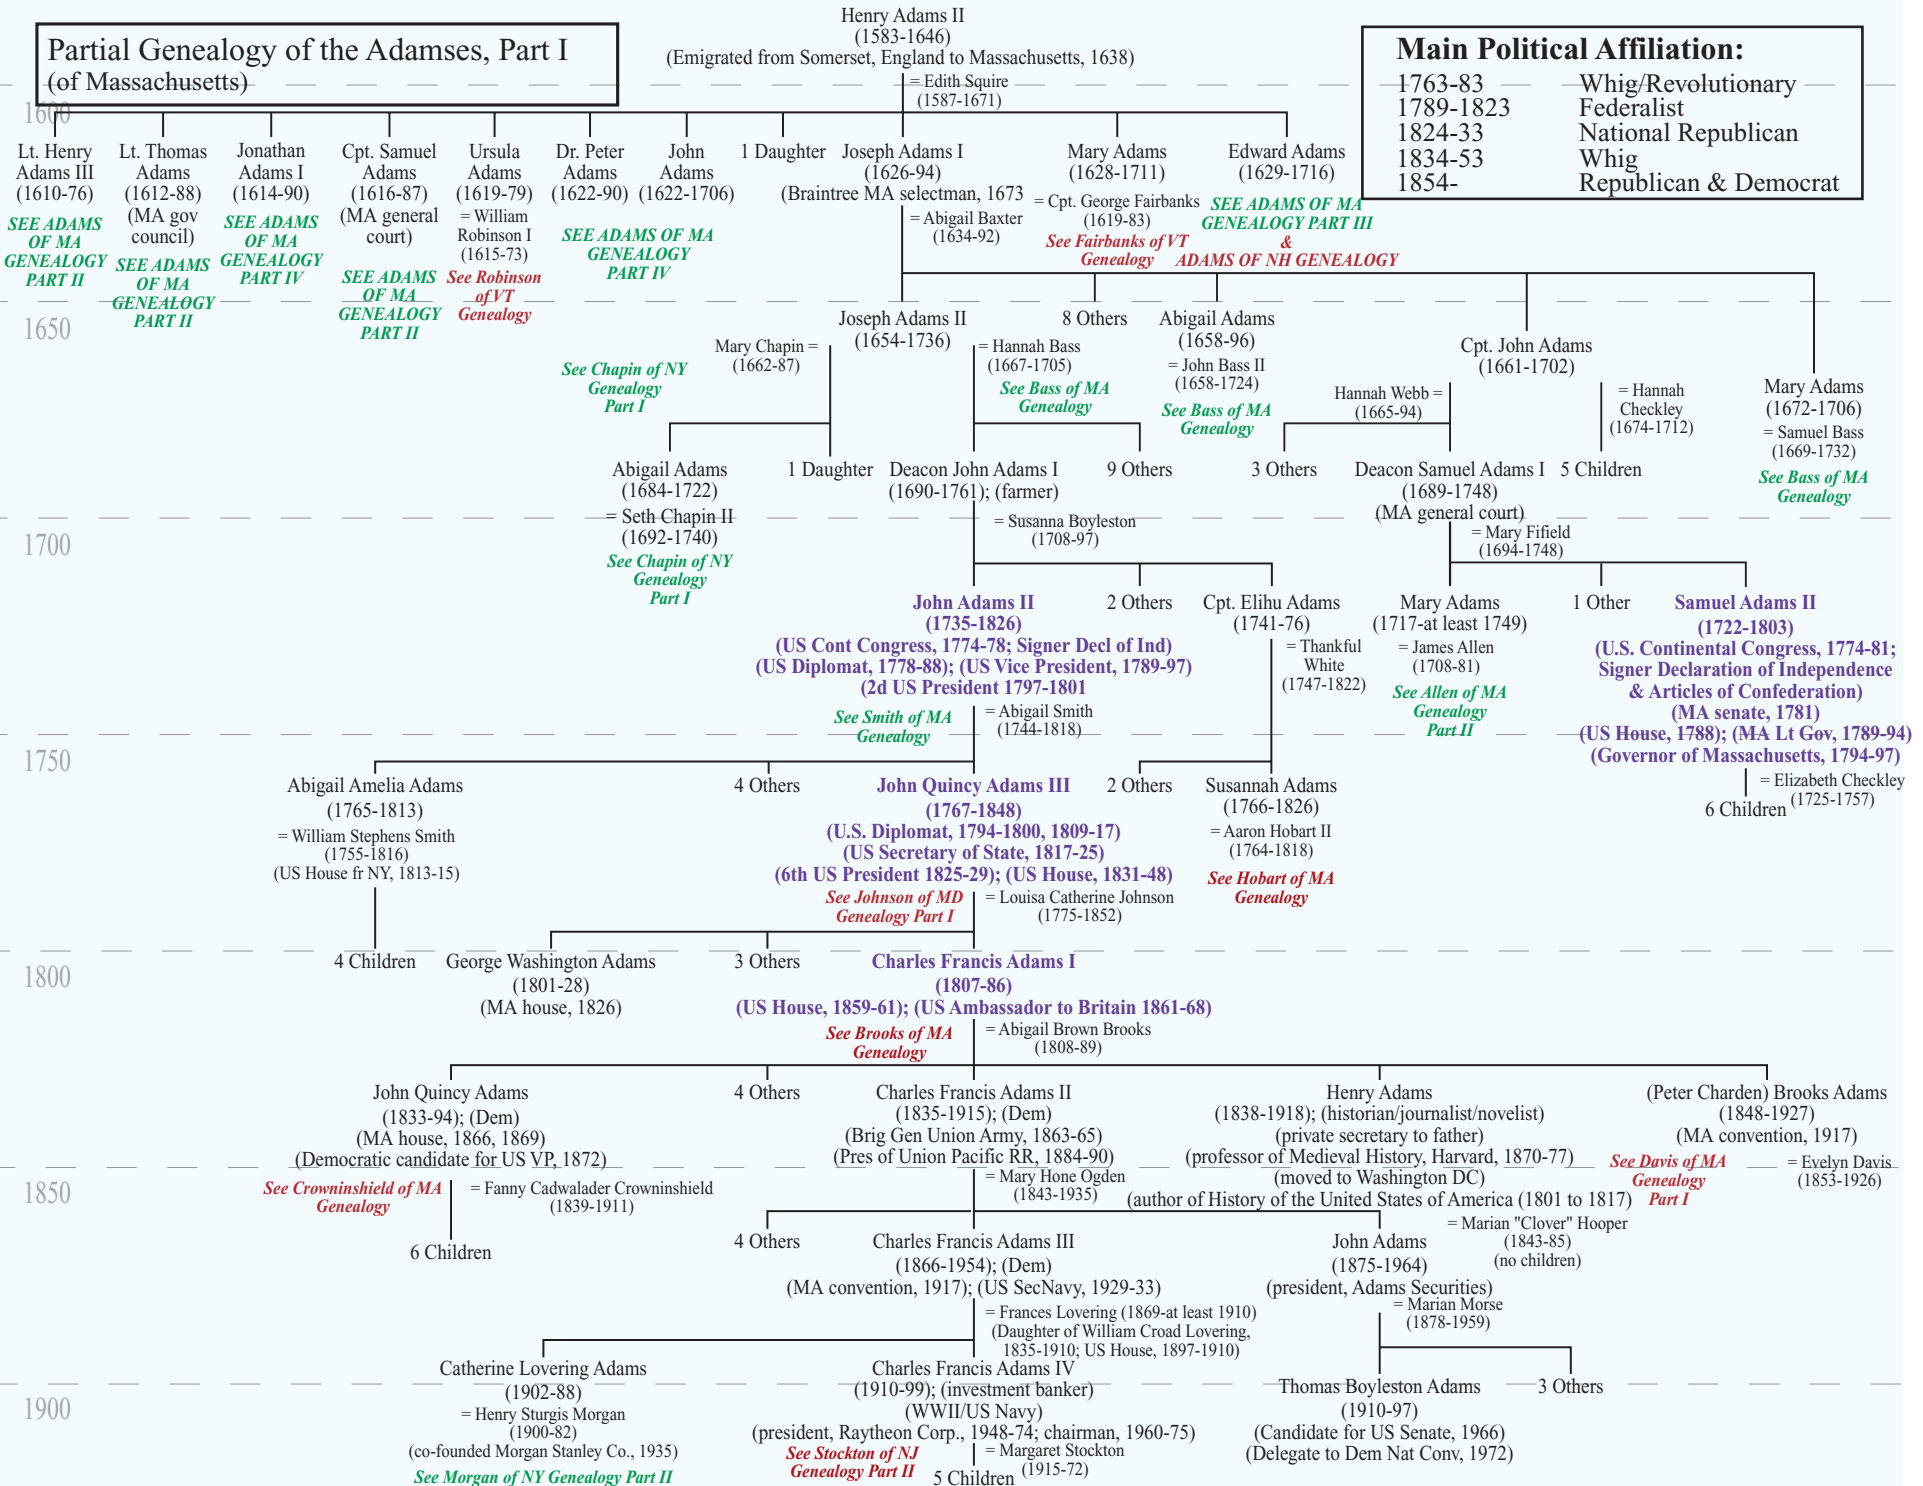 Partial Genealogy of the Adamses, Part I
(of Massachusetts)
Henry Adams II
(1583-1646)
(Emigrated from Somerset, England to Massachusetts, 1638)
= Edith Squire
(1587-1671)
Main Political Affiliation:
1763-83 Whig/Revolutionary
1789-1823 Federalist
1824-33 National Republican
1834-53 Whig
1854- Republican & Democrat
1600
Lt. Henry
Adams III
(1610-76)
SEE ADAMS
OF MA
GENEALOGY
PART II
Lt. Thomas
Adams
(1612-88)
(MA gov
council)
SEE ADAMS
OF MA
GENEALOGY
PART II
Jonathan
Adams I
(1614-90)
SEE ADAMS
OF MA
GENEALOGY
PART IV
Cpt. Samuel
Adams
(1616-87)
(MA general
court)
SEE ADAMS
OF MA
GENEALOGY
PART II
Ursula
Adams
(1619-79)
= William
Robinson I
(1615-73)
See Robinson
of VT
Genealogy
Dr. Peter
Adams
(1622-90)
John
Adams
(1622-1706)
SEE ADAMS OF MA
GENEALOGY
PART IV
1 Daughter
Joseph Adams I
(1626-94)
(Braintree MA selectman, 1673
= Abigail Baxter
(1634-92)
Mary Adams
(1628-1711)
= Cpt. George Fairbanks
(1619-83)
See Fairbanks of VT
Genealogy
Edward Adams
(1629-1716)
SEE ADAMS OF MA
GENEALOGY PART III
&
ADAMS OF NH GENEALOGY
1650
Joseph Adams II
(1654-1736)
Mary Chapin =
(1662-87)
See Chapin of NY
Genealogy
Part I
= Hannah Bass
(1667-1705)
See Bass of MA
Genealogy
8 Others
Abigail Adams
(1658-96)
= John Bass II
(1658-1724)
See Bass of MA
Genealogy
Cpt. John Adams
(1661-1702)
Hannah Webb =
(1665-94)
= Hannah
Checkley
(1674-1712)
Mary Adams
(1672-1706)
= Samuel Bass
(1669-1732)
See Bass of MA
Genealogy
Abigail Adams
(1684-1722)
= Seth Chapin II
(1692-1740)
See Chapin of NY
Genealogy
Part I
1 Daughter
Deacon John Adams I
(1690-1761); (farmer)
= Susanna Boyleston
(1708-97)
9 Others
3 Others
Deacon Samuel Adams I
(1689-1748)
(MA general court)
= Mary Fifield
(1694-1748)
5 Children
1700
John Adams II
(1735-1826)
(US Cont Congress, 1774-78; Signer Decl of Ind)
(US Diplomat, 1778-88); (US Vice President, 1789-97)
(2d US President 1797-1801
See Smith of MA
Genealogy
= Abigail Smith
(1744-1818)
2 Others
Cpt. Elihu Adams
(1741-76)
= Thankful
White
(1747-1822)
Mary Adams
(1717-at least 1749)
= James Allen
(1708-81)
See Allen of MA
Genealogy
Part II
1 Other
Samuel Adams II
(1722-1803)
(U.S. Continental Congress, 1774-81;
Signer Declaration of Independence
& Articles of Confederation)
(MA senate, 1781)
(US House, 1788); (MA Lt Gov, 1789-94)
(Governor of Massachusetts, 1794-97)
= Elizabeth Checkley
(1725-1757)
6 Children
1750
Abigail Amelia Adams
(1765-1813)
= William Stephens Smith
(1755-1816)
(US House fr NY, 1813-15)
4 Others
John Quincy Adams III
(1767-1848)
(U.S. Diplomat, 1794-1800, 1809-17)
(US Secretary of State, 1817-25)
(6th US President 1825-29); (US House, 1831-48)
See Johnson of MD
Genealogy Part I
= Louisa Catherine Johnson
(1775-1852)
2 Others
Susannah Adams
(1766-1826)
= Aaron Hobart II
(1764-1818)
See Hobart of MA
Genealogy
1800
4 Children
George Washington Adams
(1801-28)
(MA house, 1826)
3 Others
Charles Francis Adams I
(1807-86)
(US House, 1859-61); (US Ambassador to Britain 1861-68)
See Brooks of MA
Genealogy
= Abigail Brown Brooks
(1808-89)
John Quincy Adams
(1833-94); (Dem)
(MA house, 1866, 1869)
(Democratic candidate for US VP, 1872)
See Crowninshield of MA
Genealogy
= Fanny Cadwalader Crowninshield
(1839-1911)
6 Children
4 Others
Charles Francis Adams II
(1835-1915); (Dem)
(Brig Gen Union Army, 1863-65)
(Pres of Union Pacific RR, 1884-90)
= Mary Hone Ogden
(1843-1935)
Henry Adams
(1838-1918); (historian/journalist/novelist)
(private secretary to father)
(professor of Medieval History, Harvard, 1870-77)
(moved to Washington DC)
(author of History of the United States of America (1801 to 1817)
= Marian "Clover" Hooper
(1843-85)
(no children)
(Peter Charden) Brooks Adams
(1848-1927)
(MA convention, 1917)
See Davis of MA
Genealogy
Part I
= Evelyn Davis
(1853-1926)
1850
4 Others
Charles Francis Adams III
(1866-1954); (Dem)
(MA convention, 1917); (US SecNavy, 1929-33)
= Frances Lovering (1869-at least 1910)
(Daughter of William Croad Lovering,
1835-1910; US House, 1897-1910)
John Adams
(1875-1964)
(president, Adams Securities)
= Marian Morse
(1878-1959)
1900
Catherine Lovering Adams
(1902-88)
= Henry Sturgis Morgan
(1900-82)
(co-founded Morgan Stanley Co., 1935)
See Morgan of NY Genealogy Part II
Charles Francis Adams IV
(1910-99); (investment banker)
(WWII/US Navy)
(president, Raytheon Corp., 1948-74; chairman, 1960-75)
See Stockton of NJ
Genealogy Part II
= Margaret Stockton
(1915-72)
5 Children
Thomas Boyleston Adams
(1910-97)
(Candidate for US Senate, 1966)
(Delegate to Dem Nat Conv, 1972)
3 Others